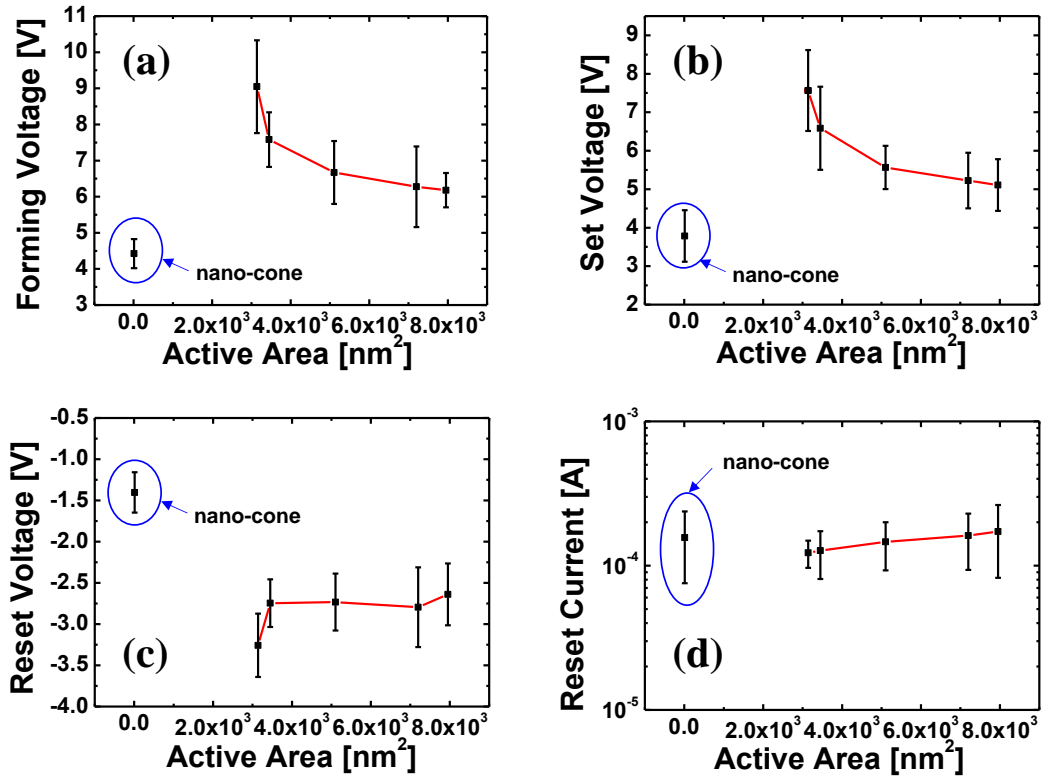 (a)
Forming Voltage [V]
11
10
9
8
7
6
5
4
3
nano-cone
0.0
2.0x10³
4.0x10³
6.0x10³
8.0x10³
Active Area [nm²]
(b)
Set Voltage [V]
9
8
7
6
5
4
3
2
nano-cone
0.0
2.0x10³
4.0x10³
6.0x10³
8.0x10³
Active Area [nm²]
(c)
Reset Voltage [V]
-0.5
-1.0
-1.5
-2.0
-2.5
-3.0
-3.5
-4.0
nano-cone
0.0
2.0x10³
4.0x10³
6.0x10³
8.0x10³
Active Area [nm²]
(d)
Reset Current [A]
10⁻³
10⁻⁴
10⁻⁵
nano-cone
0.0
2.0x10³
4.0x10³
6.0x10³
8.0x10³
Active Area [nm²]